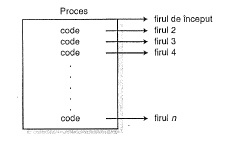 Proces
firul de început
code firul 2
code firul 3
code firul 4
code firul n